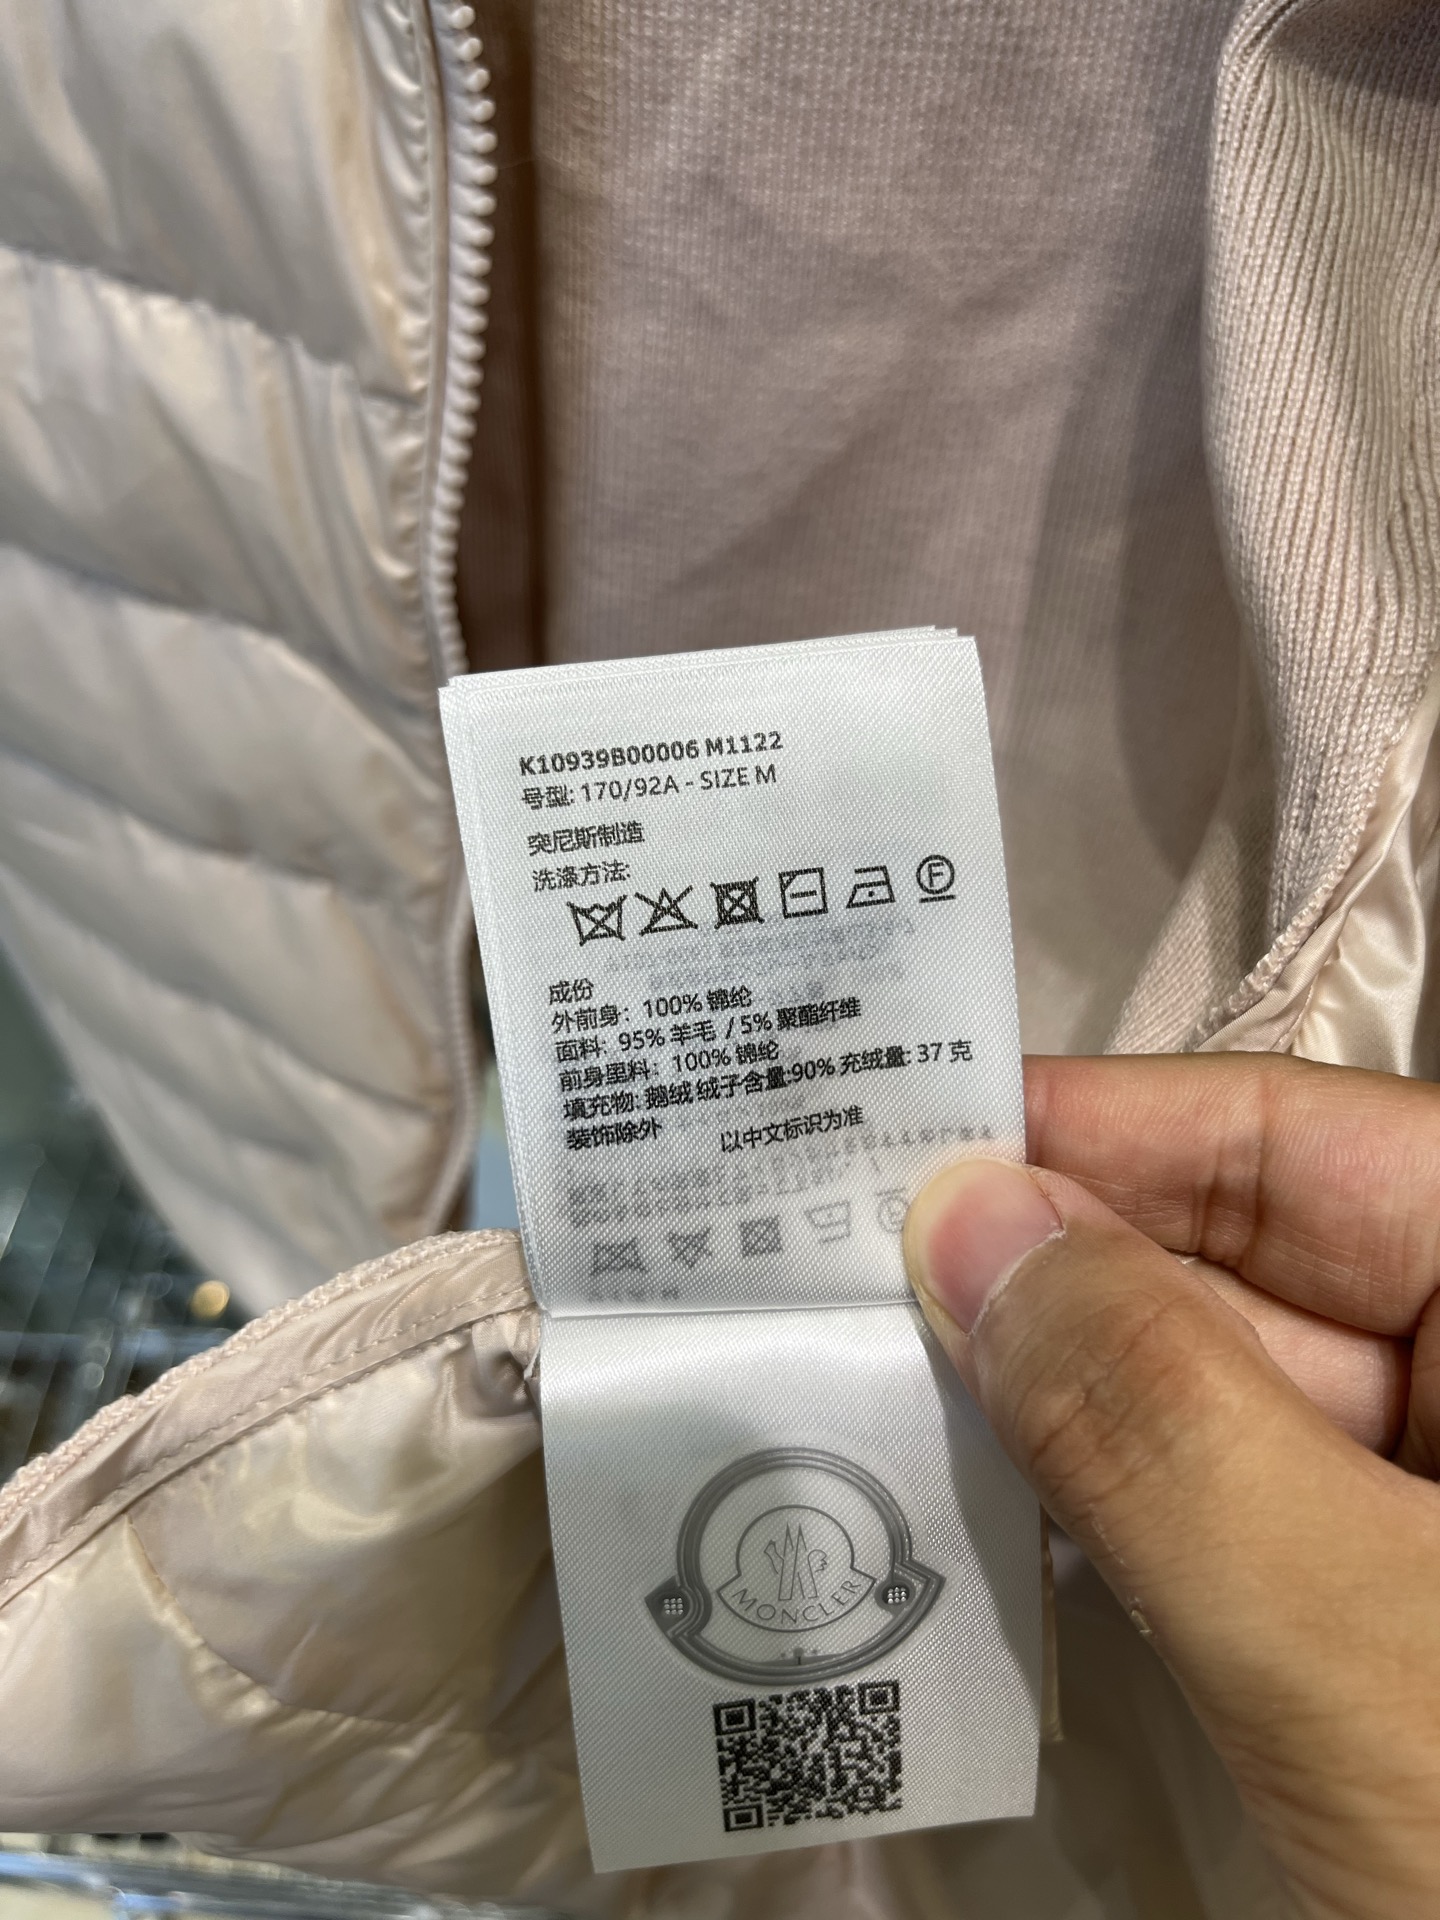 K10939B00006 M1122
号型: 170/92A - SIZE M
突尼斯制造
洗涤方法:
F
成份
外前身: 100% 锦纶
面料: 95% 羊毛 / 5% 聚酯纤维
前身里料: 100% 锦纶
填充物: 鹅绒 绒子含量:90% 充绒量: 37 克
装饰除外 以中文标识为准
MONCLER